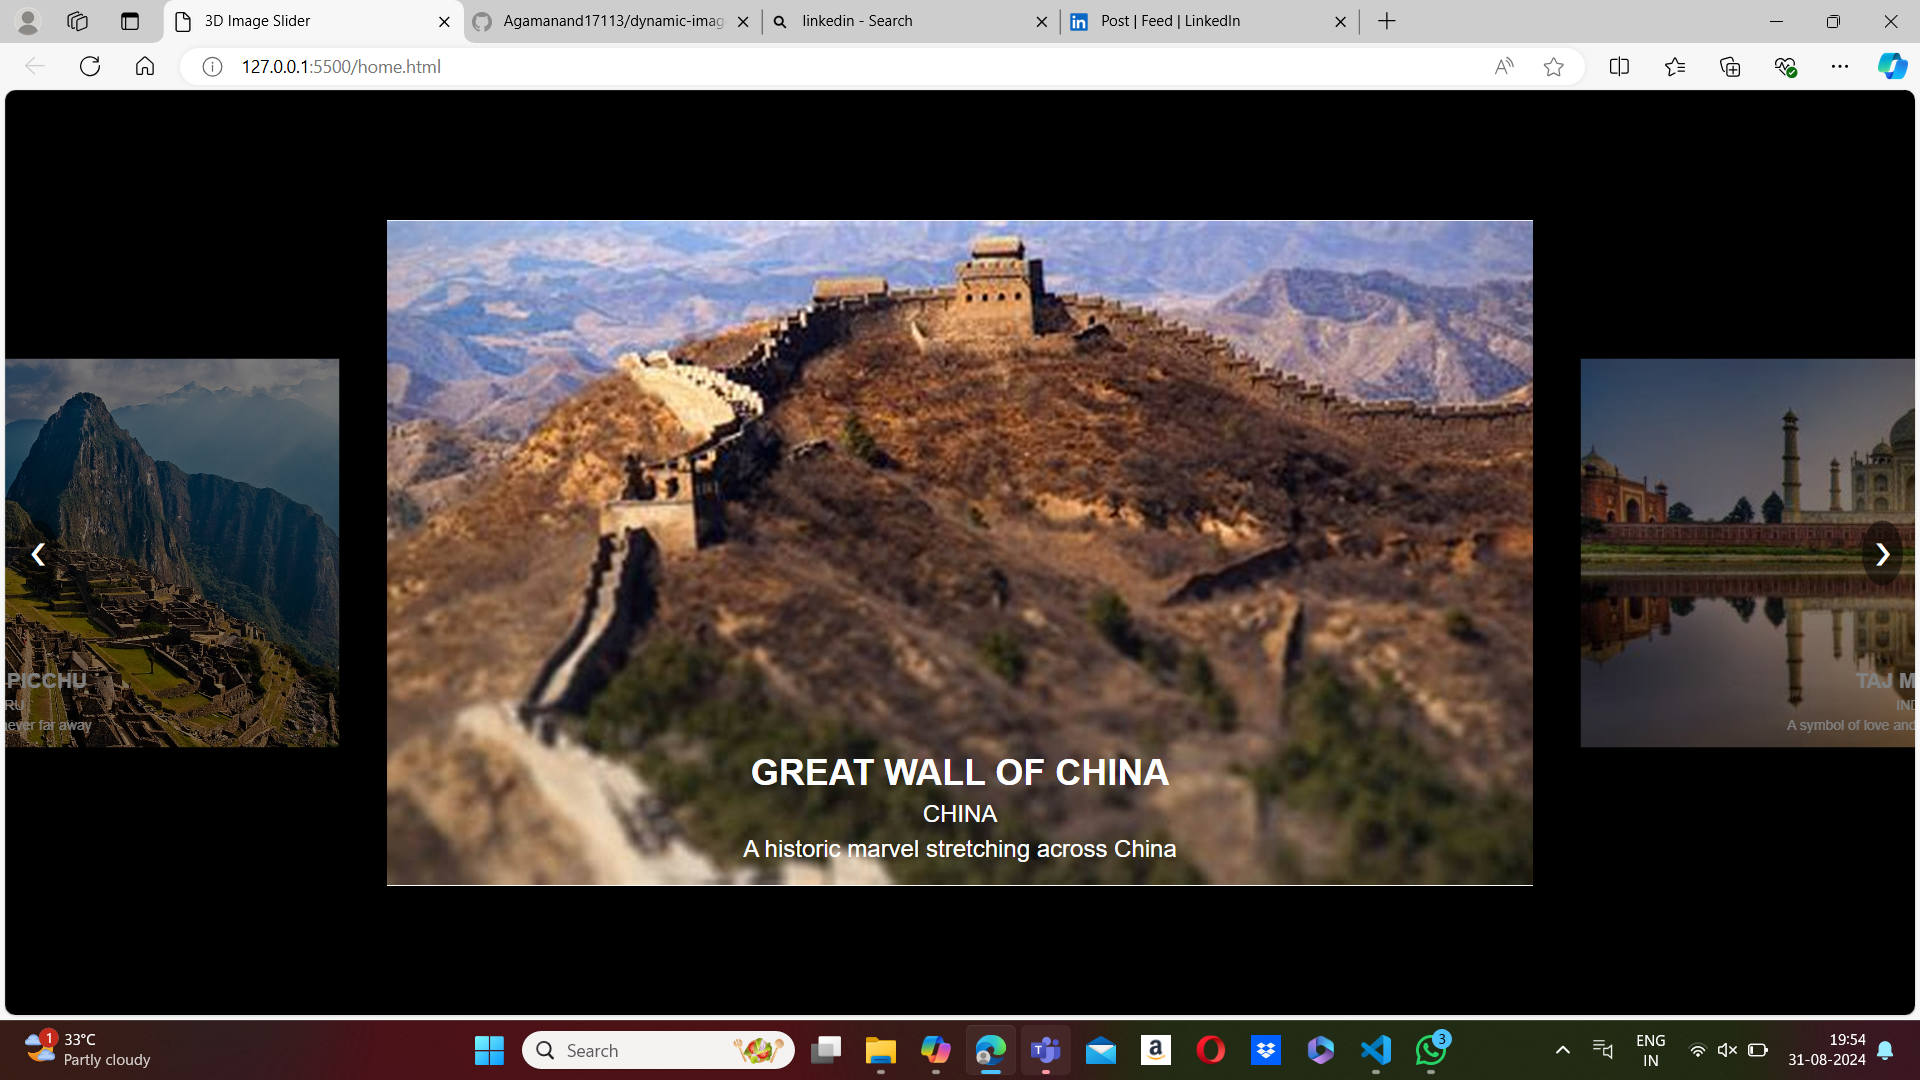 3D Image Slider
Agamanand17113/dynamic-imag
linkedin - Search
in Post | Feed | LinkedIn
127.0.0.1:5500/home.html
PICCHU
RU
never far away
GREAT WALL OF CHINA
CHINA
A historic marvel stretching across China
TAJ M
IND
A symbol of love and
1
33°C
Partly cloudy
Search
3
ENG
IN
19:54
31-08-2024